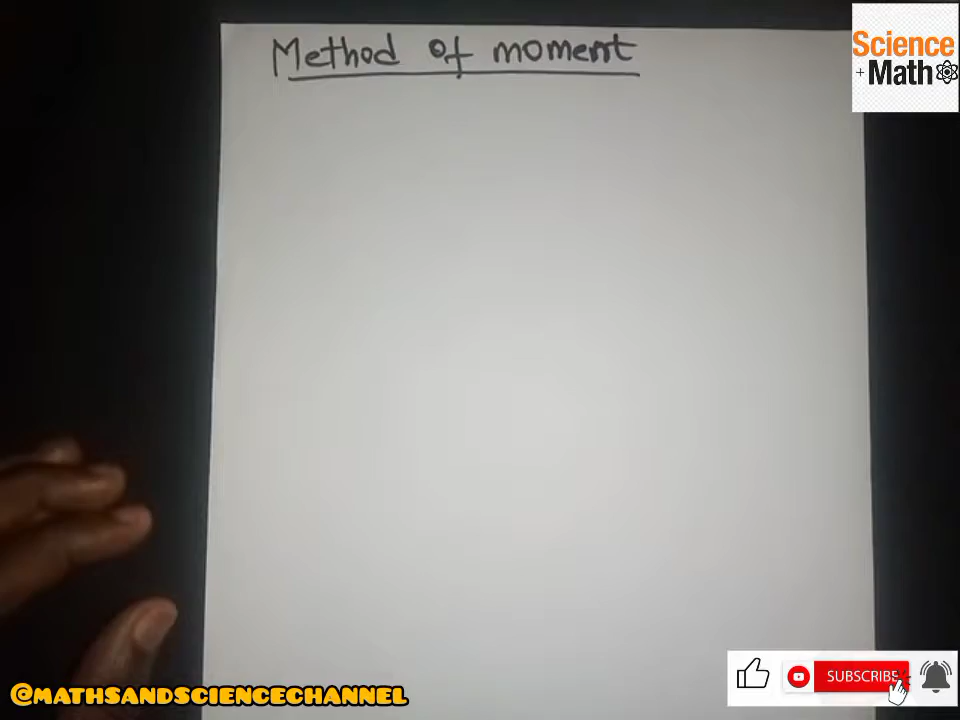 Method of moment
Science
+Math
SUBSCRIBE
@MATHSANDSCIENCECHANNEL